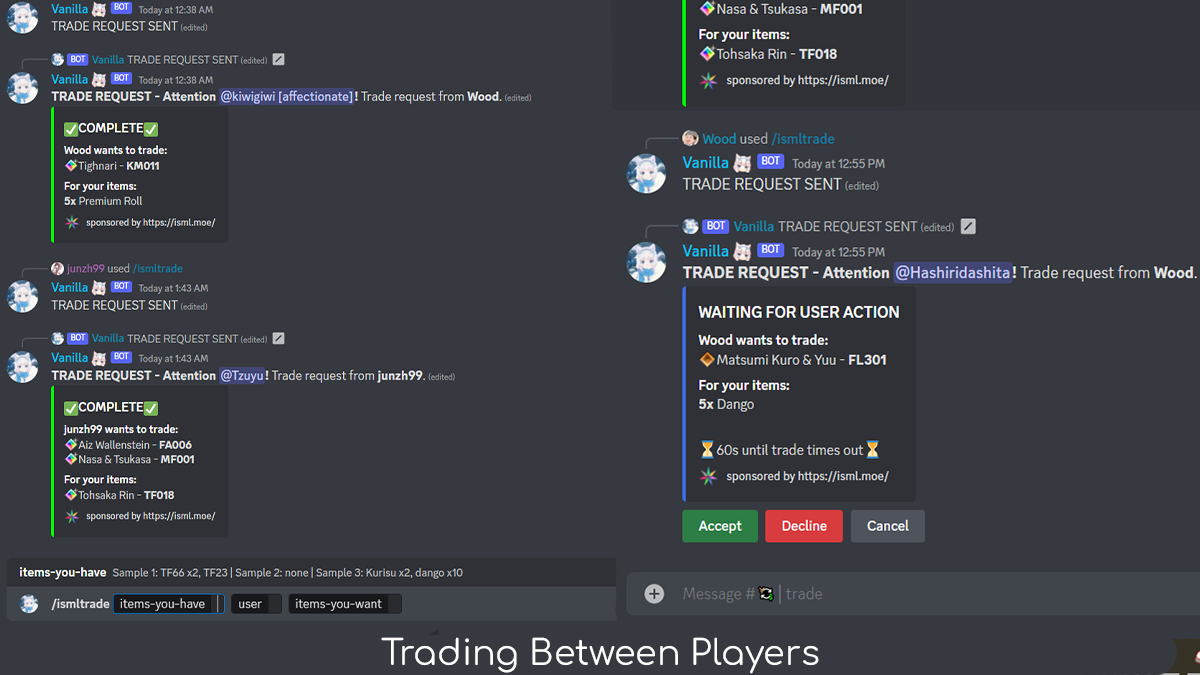 Vanilla BOT Today at 12:38 AM
TRADE REQUEST SENT (edited)
BOT Vanilla TRADE REQUEST SENT (edited)
Vanilla BOT Today at 12:38 AM
TRADE REQUEST - Attention @kiwigiwi [affectionate]! Trade request from Wood. (edited)
✅COMPLETE✅
Wood wants to trade:
Tighnari - KM011
For your items:
5x Premium Roll
sponsored by https://isml.moe/
junzh99 used /ismltrade
Vanilla BOT Today at 1:43 AM
TRADE REQUEST SENT (edited)
BOT Vanilla TRADE REQUEST SENT (edited)
Vanilla BOT Today at 1:43 AM
TRADE REQUEST - Attention @Tzuyu! Trade request from junzh99. (edited)
✅COMPLETE✅
junzh99 wants to trade:
Aiz Wallenstein - FA006
Nasa & Tsukasa - MF001
For your items:
Tohsaka Rin - TF018
sponsored by https://isml.moe/
items-you-have Sample 1: TF66 x2, TF23 | Sample 2: none | Sample 3: Kurisu x2, dango x10
/ismltrade items-you-have user items-you-want
Nasa & Tsukasa - MF001
For your items:
Tohsaka Rin - TF018
sponsored by https://isml.moe/
Wood used /ismltrade
Vanilla BOT Today at 12:55 PM
TRADE REQUEST SENT (edited)
BOT Vanilla TRADE REQUEST SENT (edited)
Vanilla BOT Today at 12:55 PM
TRADE REQUEST - Attention @Hashiridashita! Trade request from Wood.
WAITING FOR USER ACTION
Wood wants to trade:
Matsumi Kuro & Yuu - FL301
For your items:
5x Dango
⏳60s until trade times out⏳
sponsored by https://isml.moe/
Accept Decline Cancel
Message # | trade
Trading Between Players